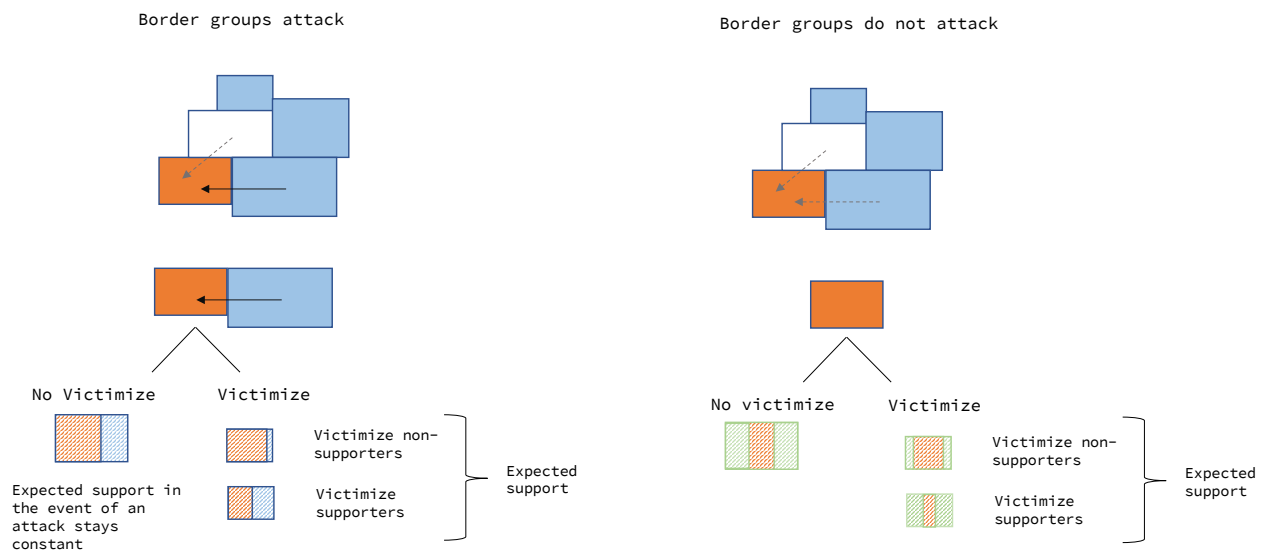 Border groups attack
Border groups do not attack
No Victimize
Victimize
Victimize non-
supporters
Victimize
supporters
Expected
support
Expected support in
the event of an
attack stays
constant
No victimize
Victimize
Victimize non-
supporters
Victimize
supporters
Expected
support